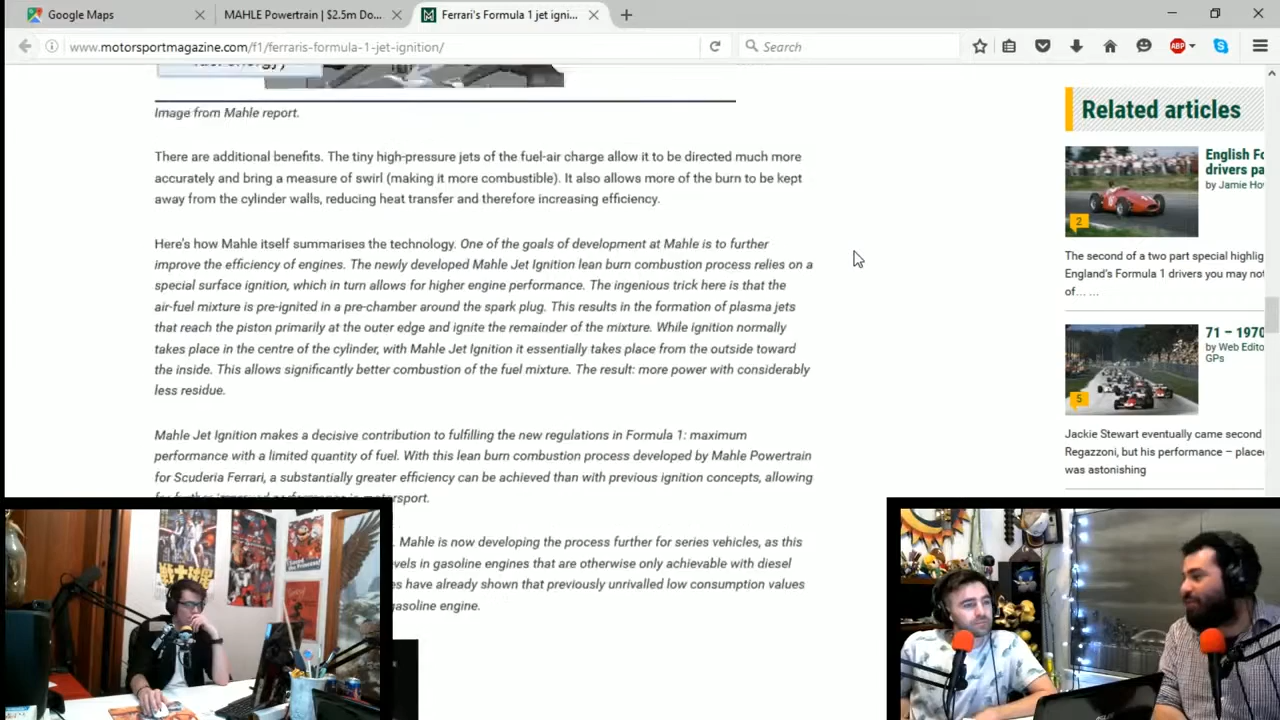 Google Maps
MAHLE Powertrain | $2.5m Do...
Ferrari's Formula 1 jet igni...
www.motorsportmagazine.com/f1/ferraris-formula-1-jet-ignition/
Search
ABP
Image from Mahle report.
There are additional benefits. The tiny high-pressure jets of the fuel-air charge allow it to be directed much more
accurately and bring a measure of swirl (making it more combustible). It also allows more of the burn to be kept
away from the cylinder walls, reducing heat transfer and therefore increasing efficiency.
Here's how Mahle itself summarises the technology. One of the goals of development at Mahle is to further
improve the efficiency of engines. The newly developed Mahle Jet Ignition lean burn combustion process relies on a
special surface ignition, which in turn allows for higher engine performance. The ingenious trick here is that the
air-fuel mixture is pre-ignited in a pre-chamber around the spark plug. This results in the formation of plasma jets
that reach the piston primarily at the outer edge and ignite the remainder of the mixture. While ignition normally
takes place in the centre of the cylinder, with Mahle Jet Ignition it essentially takes place from the outside toward
the inside. This allows significantly better combustion of the fuel mixture. The result: more power with considerably
less residue.
Mahle Jet Ignition makes a decisive contribution to fulfilling the new regulations in Formula 1: maximum
performance with a limited quantity of fuel. With this lean burn combustion process developed by Mahle Powertrain
for Scuderia Ferrari, a substantially greater efficiency can be achieved than with previous ignition concepts, allowing
Mahle is now developing the process further for series vehicles, as this
in gasoline engines that are otherwise only achievable with diesel
have already shown that previously unrivalled low consumption values
gasoline engine.
Related articles
English Fo
drivers pa
by Jamie Ho
2
The second of a two part special highlig
England's Formula 1 drivers you may not
of... ...
71 – 1970
by Web Edito
GPs
5
Jackie Stewart eventually came second
Regazzoni, but his performance – place
was astonishing